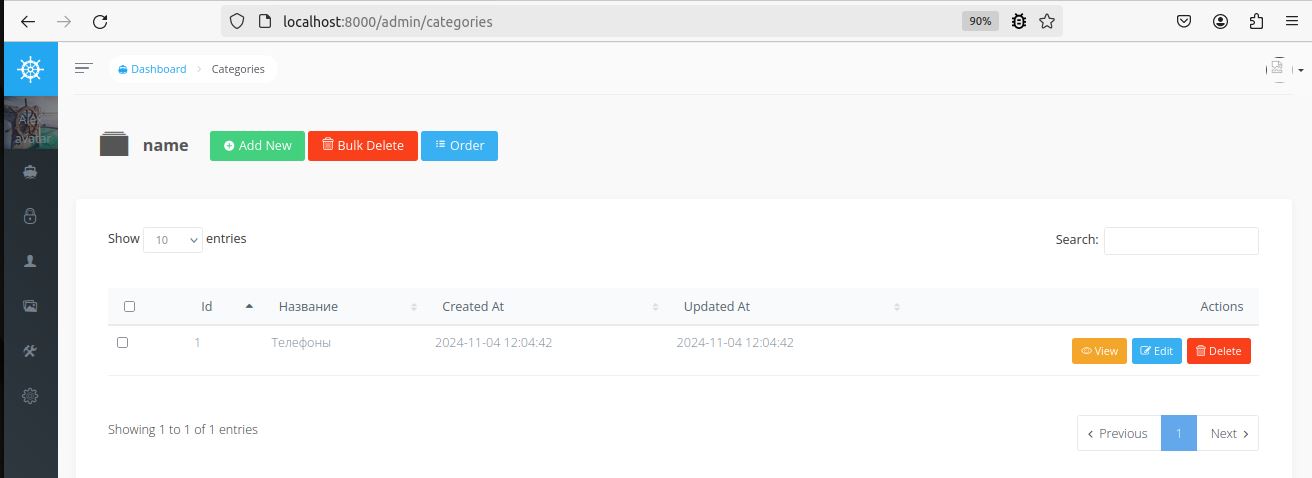 localhost:8000/admin/categories 90%
Dashboard Categories
Alex
avatar
name Add New Bulk Delete Order
Show 10 entries Search:
Id Название Created At Updated At Actions
1 Телефоны 2024-11-04 12:04:42 2024-11-04 12:04:42 View Edit Delete
Showing 1 to 1 of 1 entries Previous 1 Next